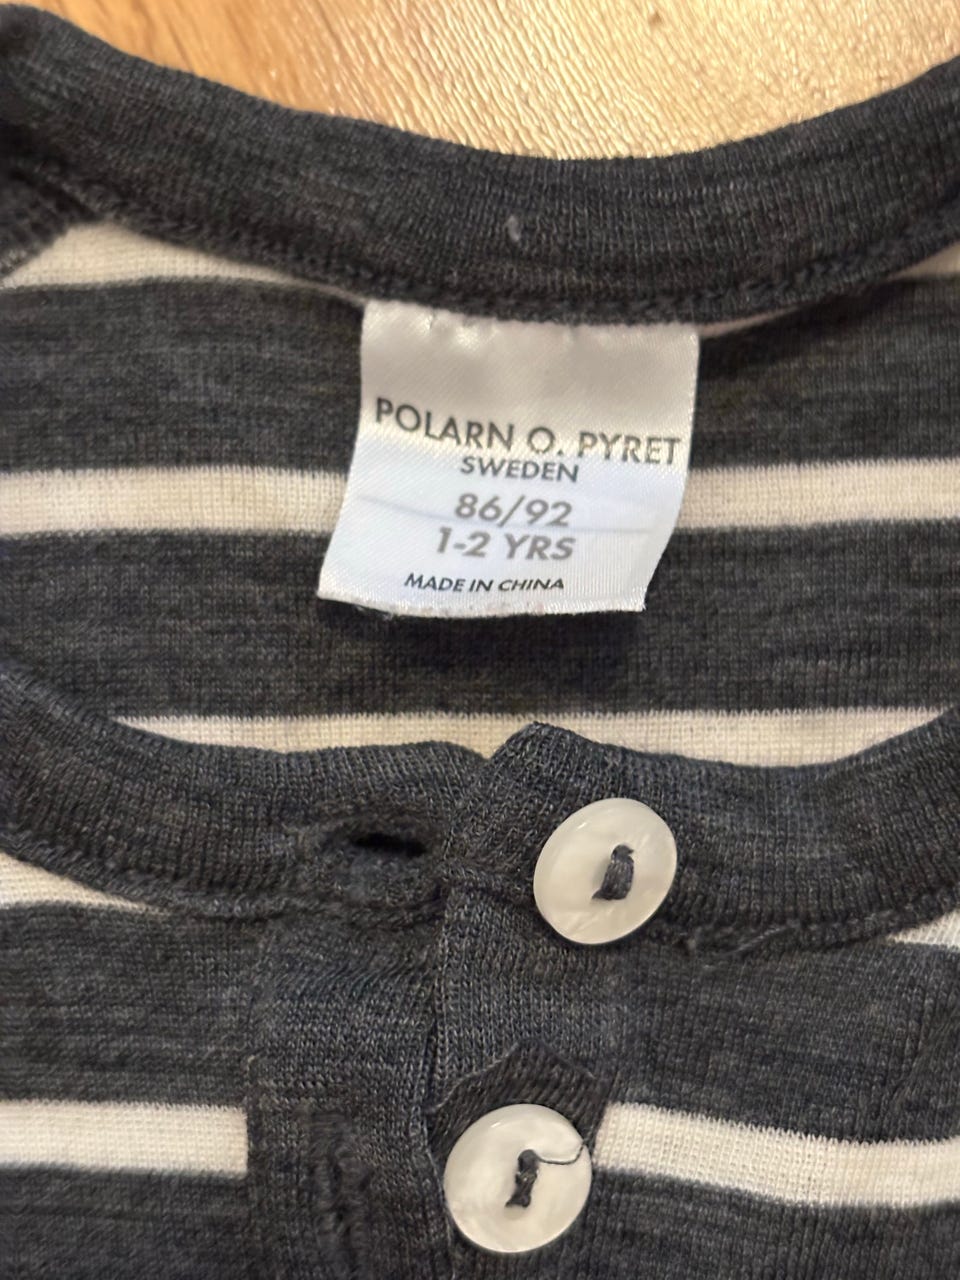 POLARN O. PYRET
SWEDEN
86/92
1-2 YRS
MADE IN CHINA